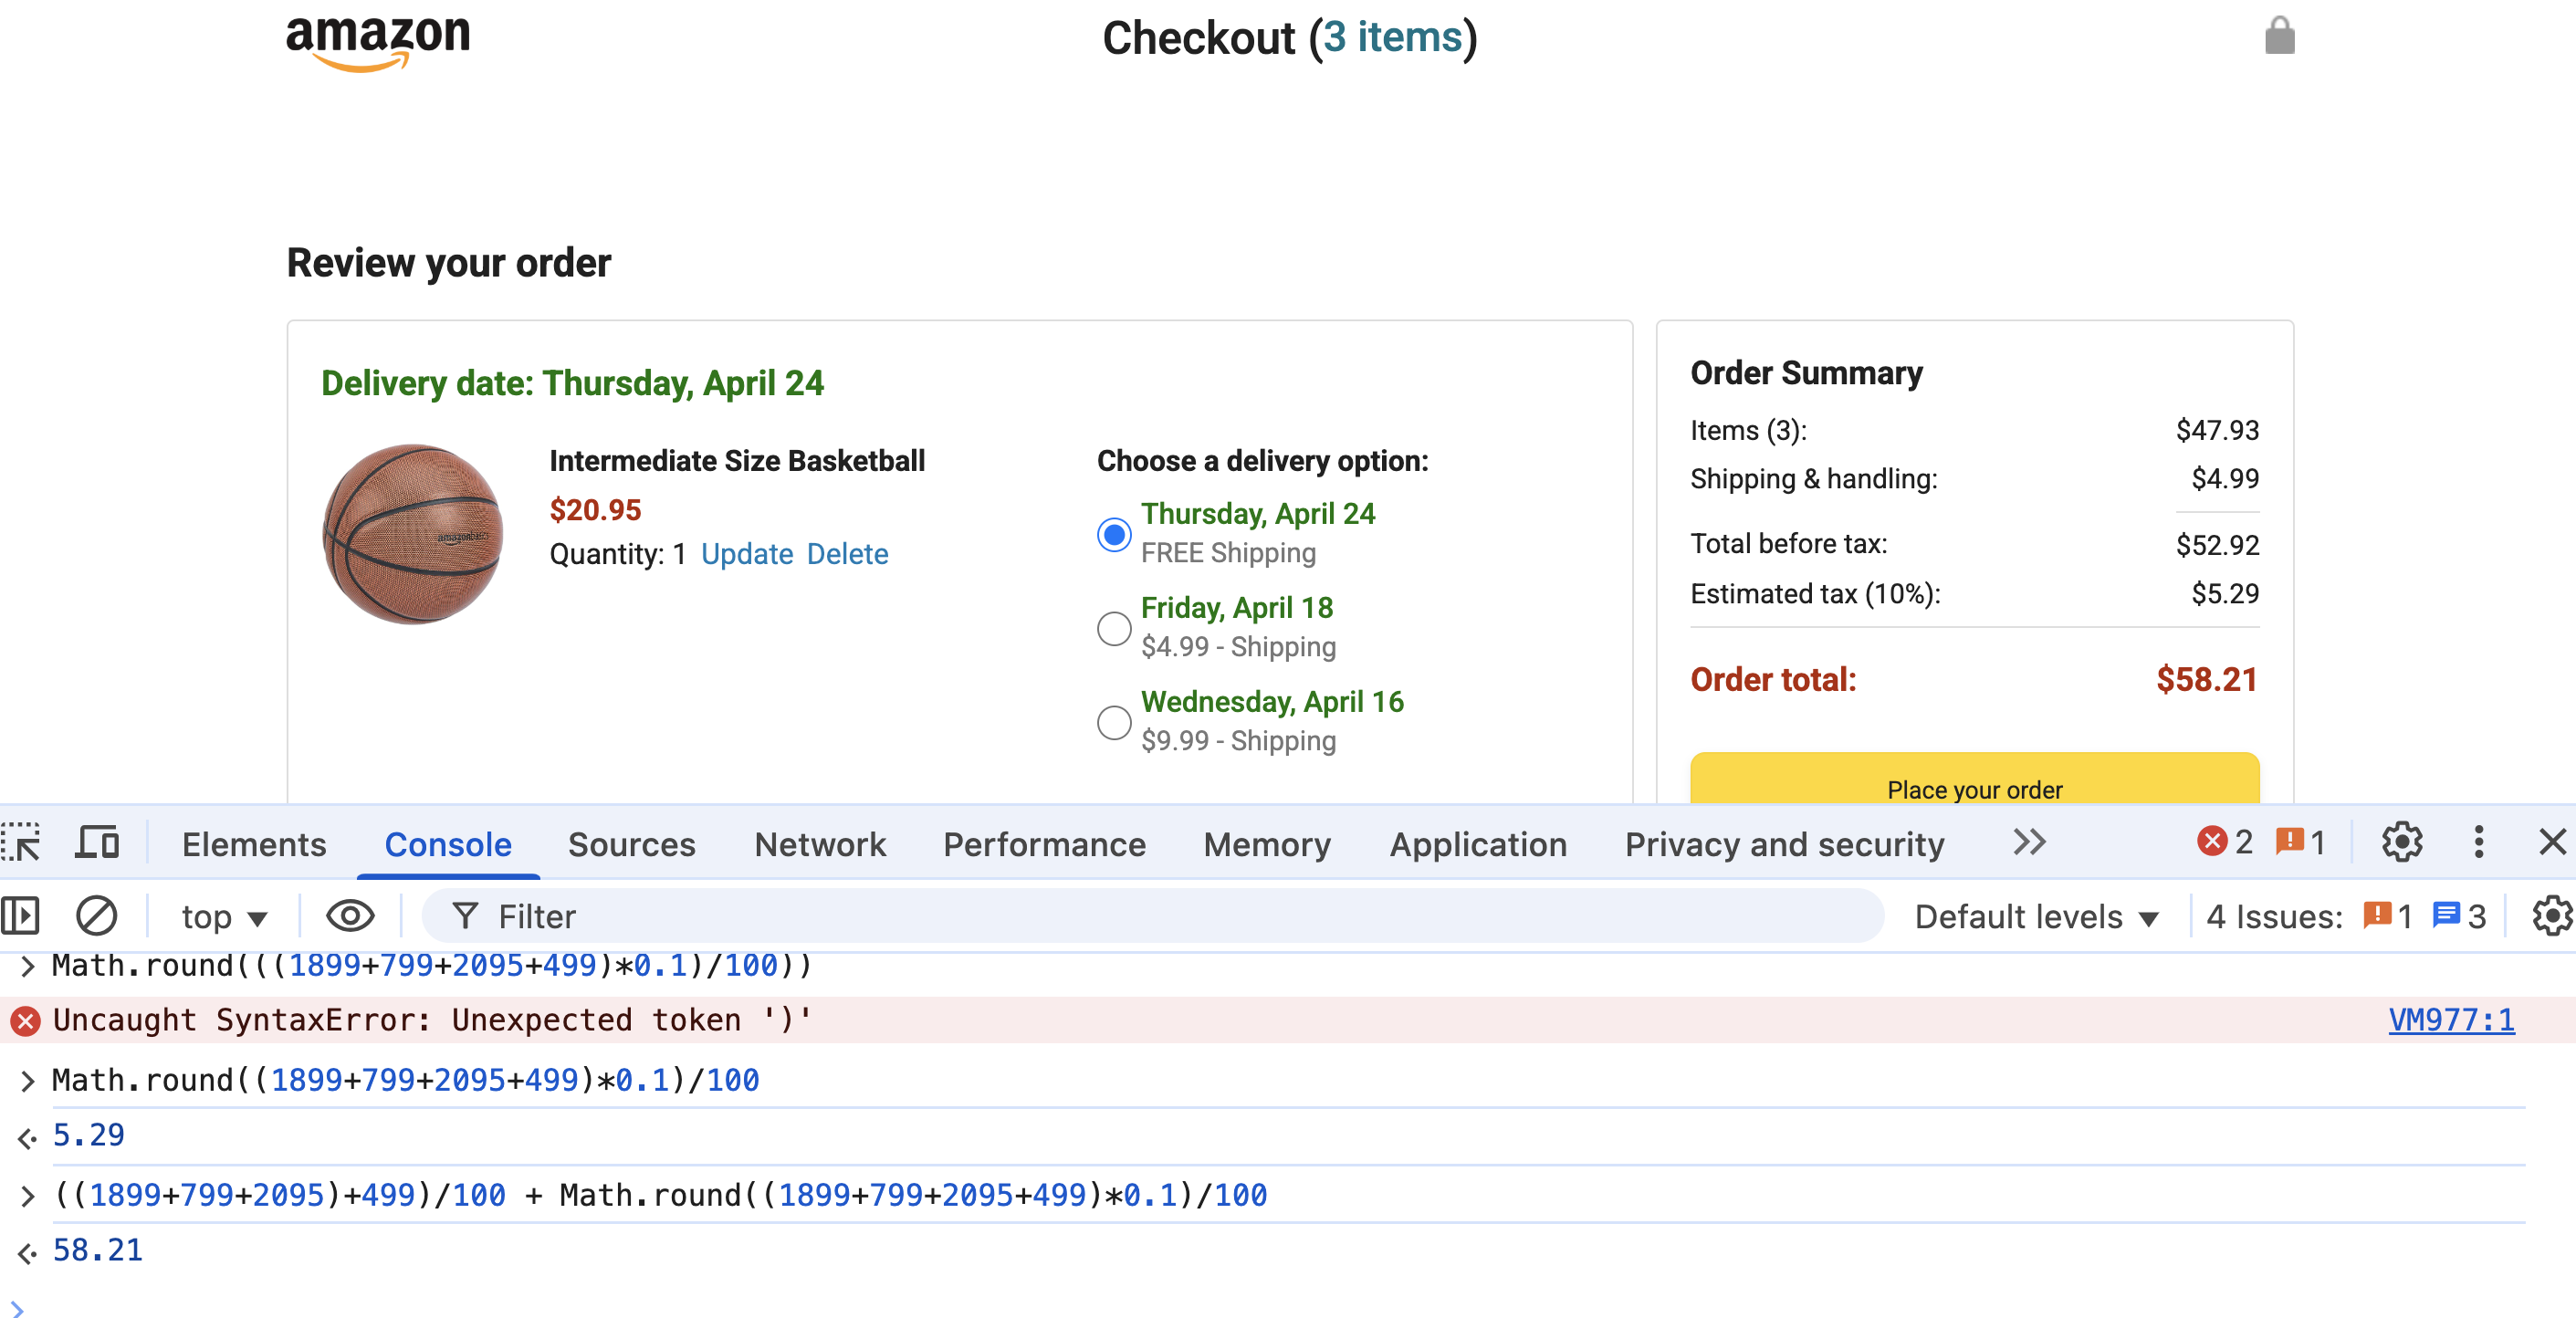 amazon
Checkout (3 items)
Review your order
Delivery date: Thursday, April 24
Intermediate Size Basketball
$20.95
Quantity: 1 Update Delete
Choose a delivery option:
Thursday, April 24
FREE Shipping
Friday, April 18
$4.99 - Shipping
Wednesday, April 16
$9.99 - Shipping
Order Summary
Items (3): $47.93
Shipping & handling: $4.99
Total before tax: $52.92
Estimated tax (10%): $5.29
Order total: $58.21
Place your order
Elements Console Sources Network Performance Memory Application Privacy and security 2 1
top Filter Default levels 4 Issues: 1 3
Math.round(((1899+799+2095+499)*0.1)/100))
Uncaught SyntaxError: Unexpected token ')' VM977:1
Math.round((1899+799+2095+499)*0.1)/100
5.29
((1899+799+2095)+499)/100 + Math.round((1899+799+2095+499)*0.1)/100
58.21